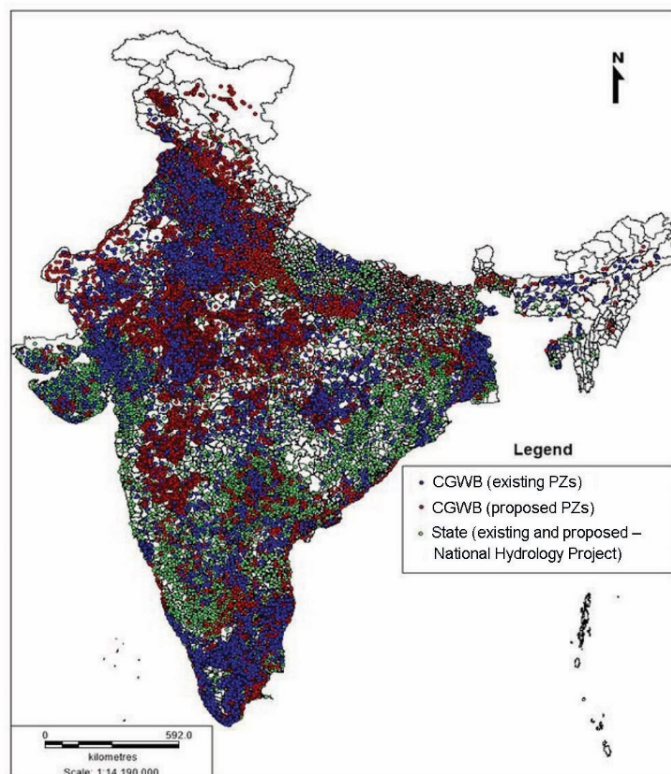 N
Legend
CGWB (existing PZs)
CGWB (proposed PZs)
State (existing and proposed –
National Hydrology Project)
0 592.0
kilometres
Scale: 1:14,190,000